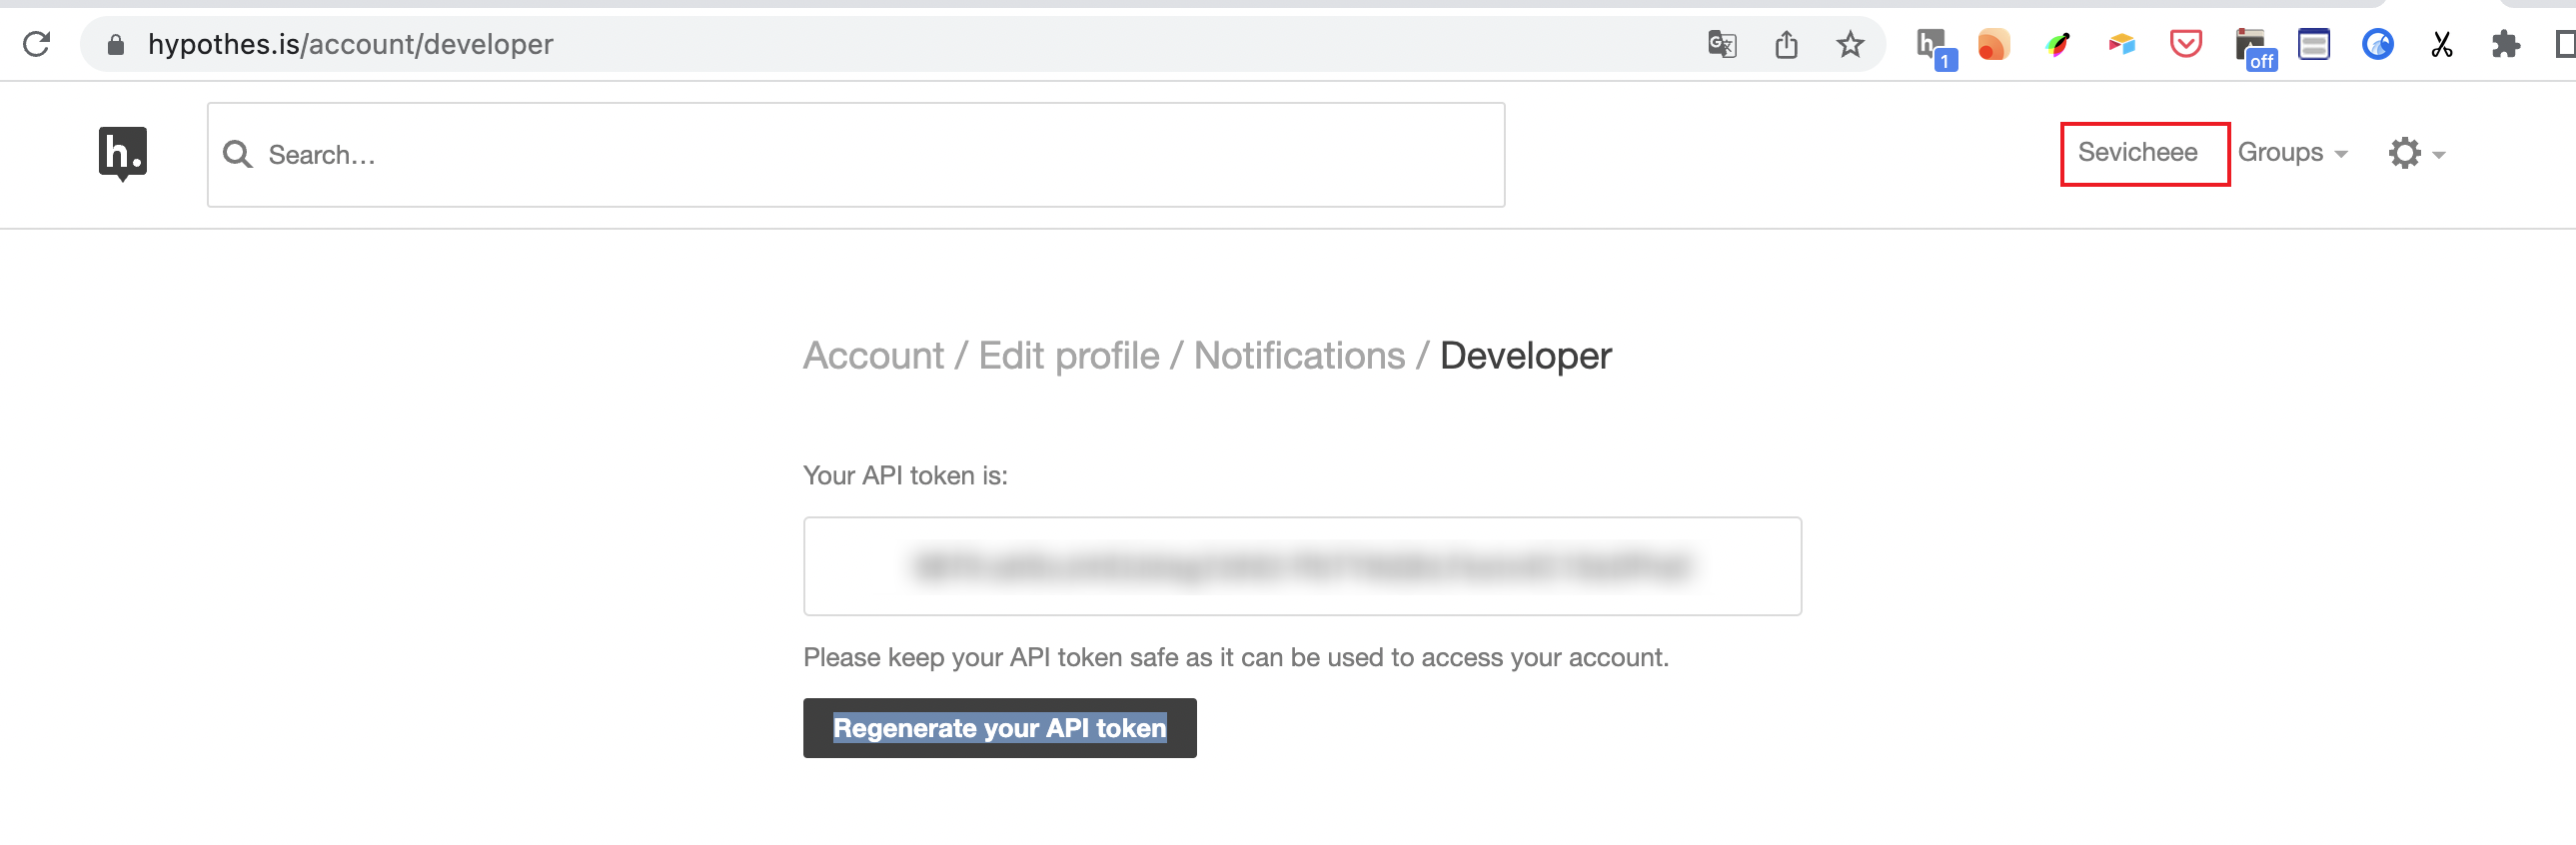 hypothes.is/account/developer
1
off
h.
Search...
Sevicheee
Groups
Account / Edit profile / Notifications / Developer
Your API token is:
Please keep your API token safe as it can be used to access your account.
Regenerate your API token